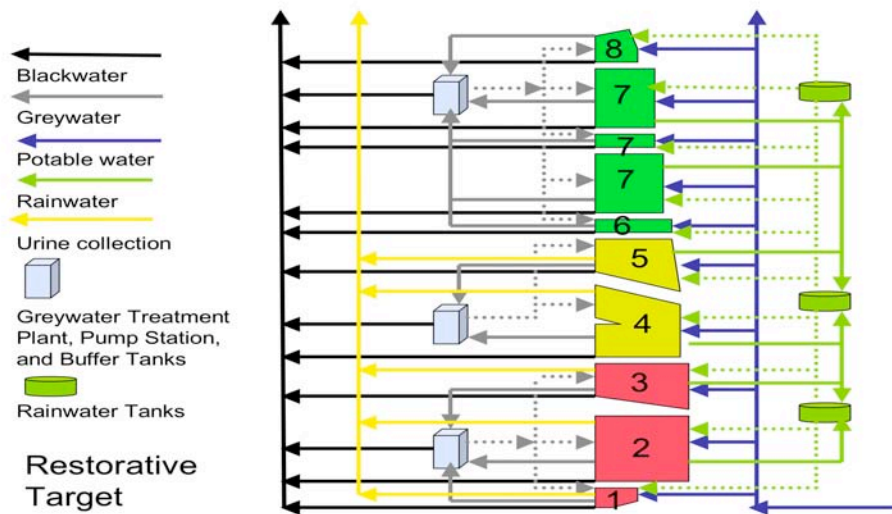 Blackwater
Greywater
Potable water
Rainwater
Urine collection
Greywater Treatment
Plant, Pump Station,
and Buffer Tanks
Rainwater Tanks
Restorative
Target
8
7
7
7
6
5
4
3
2
1